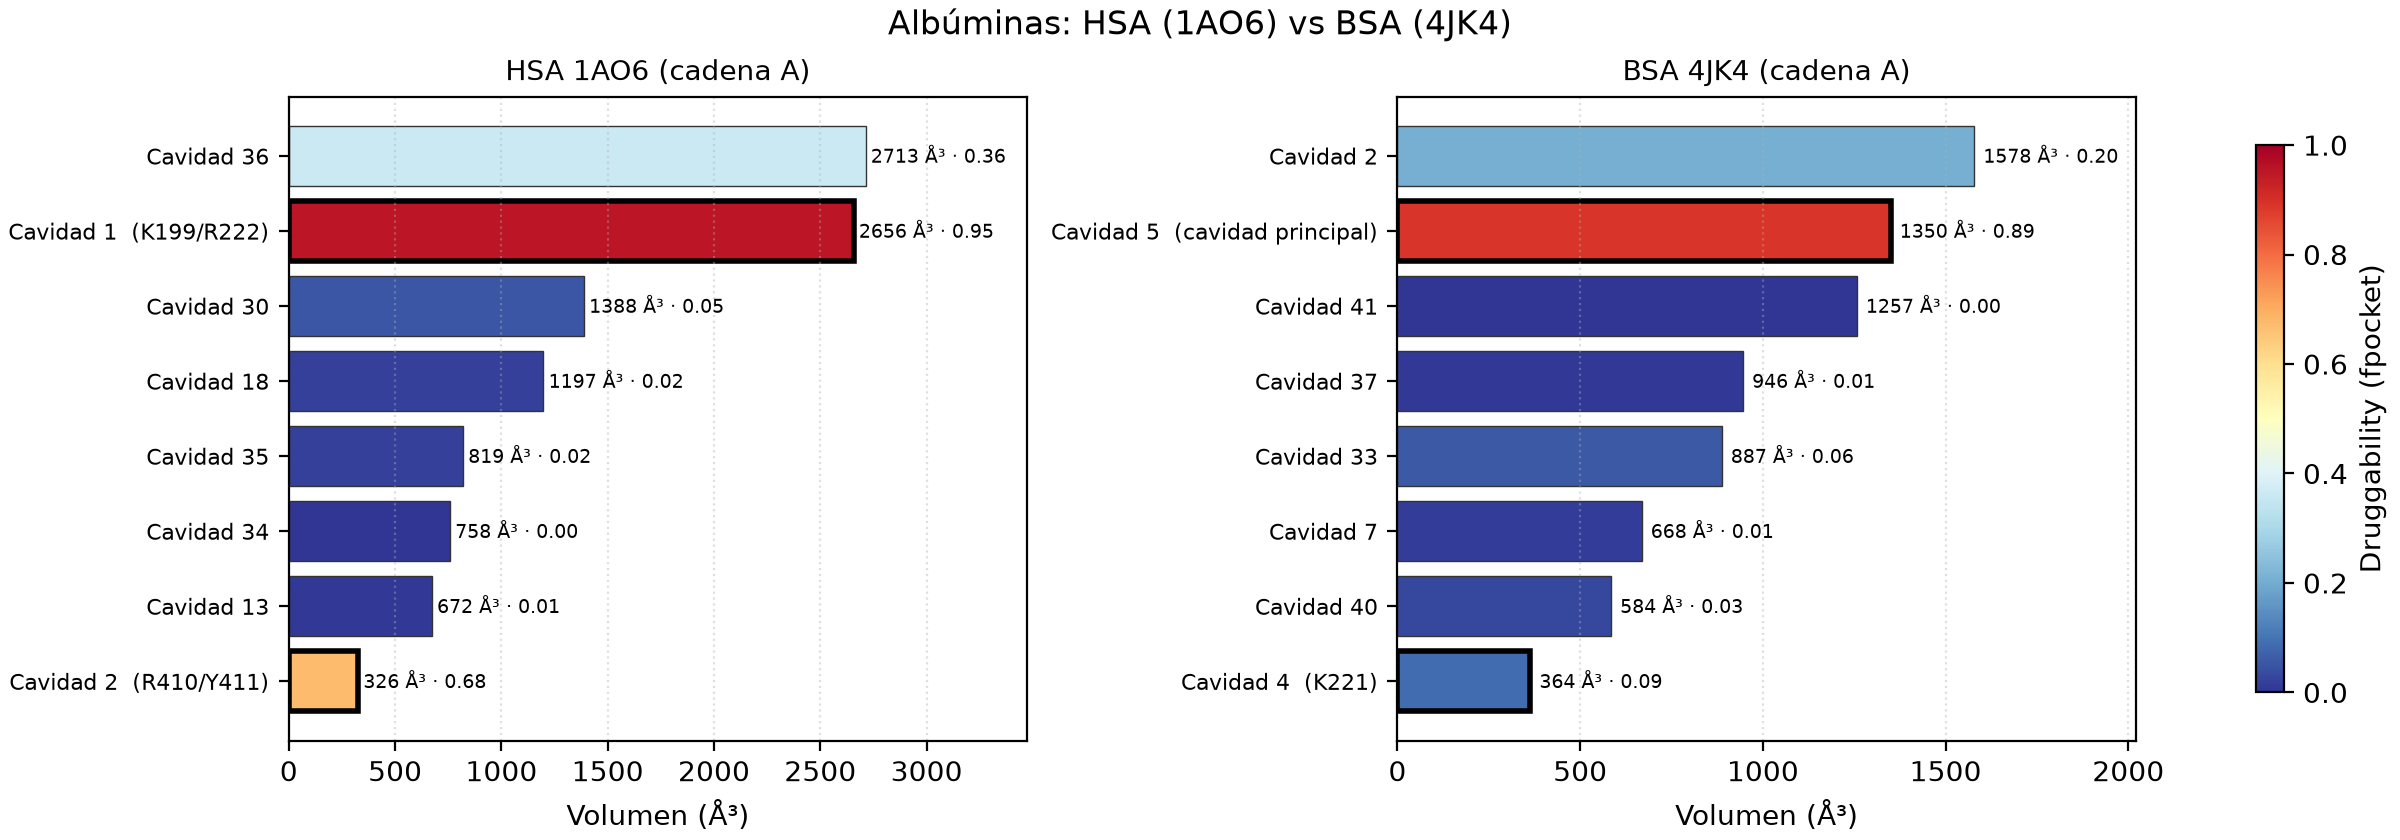 Albúminas: HSA (1AO6) vs BSA (4JK4)
HSA 1AO6 (cadena A)
Cavidad 36
2713 Å³ · 0.36
Cavidad 1  (K199/R222)
2656 Å³ · 0.95
Cavidad 30
1388 Å³ · 0.05
Cavidad 18
1197 Å³ · 0.02
Cavidad 35
819 Å³ · 0.02
Cavidad 34
758 Å³ · 0.00
Cavidad 13
672 Å³ · 0.01
Cavidad 2  (R410/Y411)
326 Å³ · 0.68
0 500 1000 1500 2000 2500 3000
Volumen (Å³)
BSA 4JK4 (cadena A)
Cavidad 2
1578 Å³ · 0.20
Cavidad 5  (cavidad principal)
1350 Å³ · 0.89
Cavidad 41
1257 Å³ · 0.00
Cavidad 37
946 Å³ · 0.01
Cavidad 33
887 Å³ · 0.06
Cavidad 7
668 Å³ · 0.01
Cavidad 40
584 Å³ · 0.03
Cavidad 4  (K221)
364 Å³ · 0.09
0 500 1000 1500 2000
Volumen (Å³)
1.0
0.8
0.6
0.4
0.2
0.0
Druggability (fpocket)